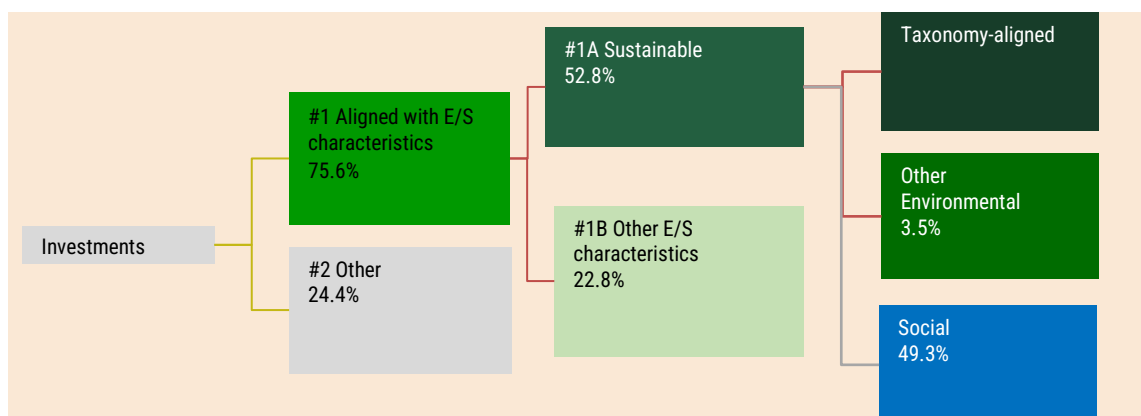 Investments
#1 Aligned with E/S
characteristics
75.6%
#2 Other
24.4%
#1A Sustainable
52.8%
#1B Other E/S
characteristics
22.8%
Taxonomy-aligned
Other
Environmental
3.5%
Social
49.3%